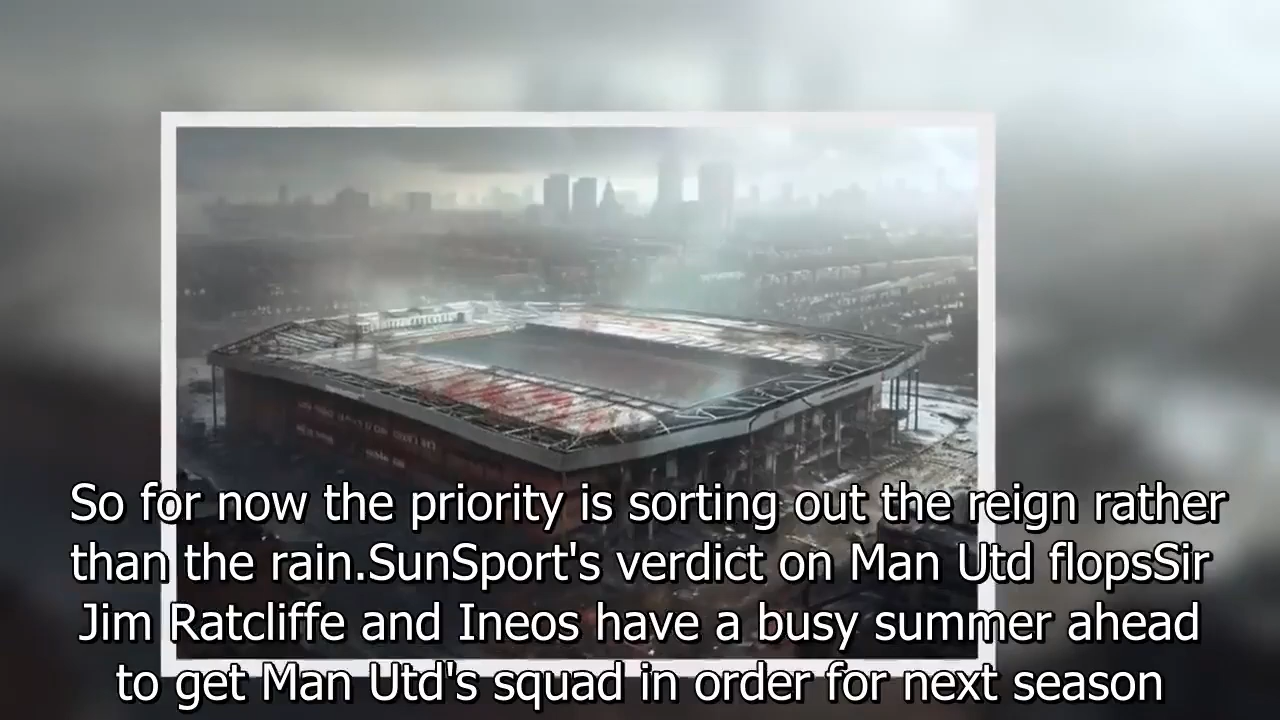 So for now the priority is sorting out the reign rather
than the rain.SunSport's verdict on Man Utd flopsSir
Jim Ratcliffe and Ineos have a busy summer ahead
to get Man Utd's squad in order for next season